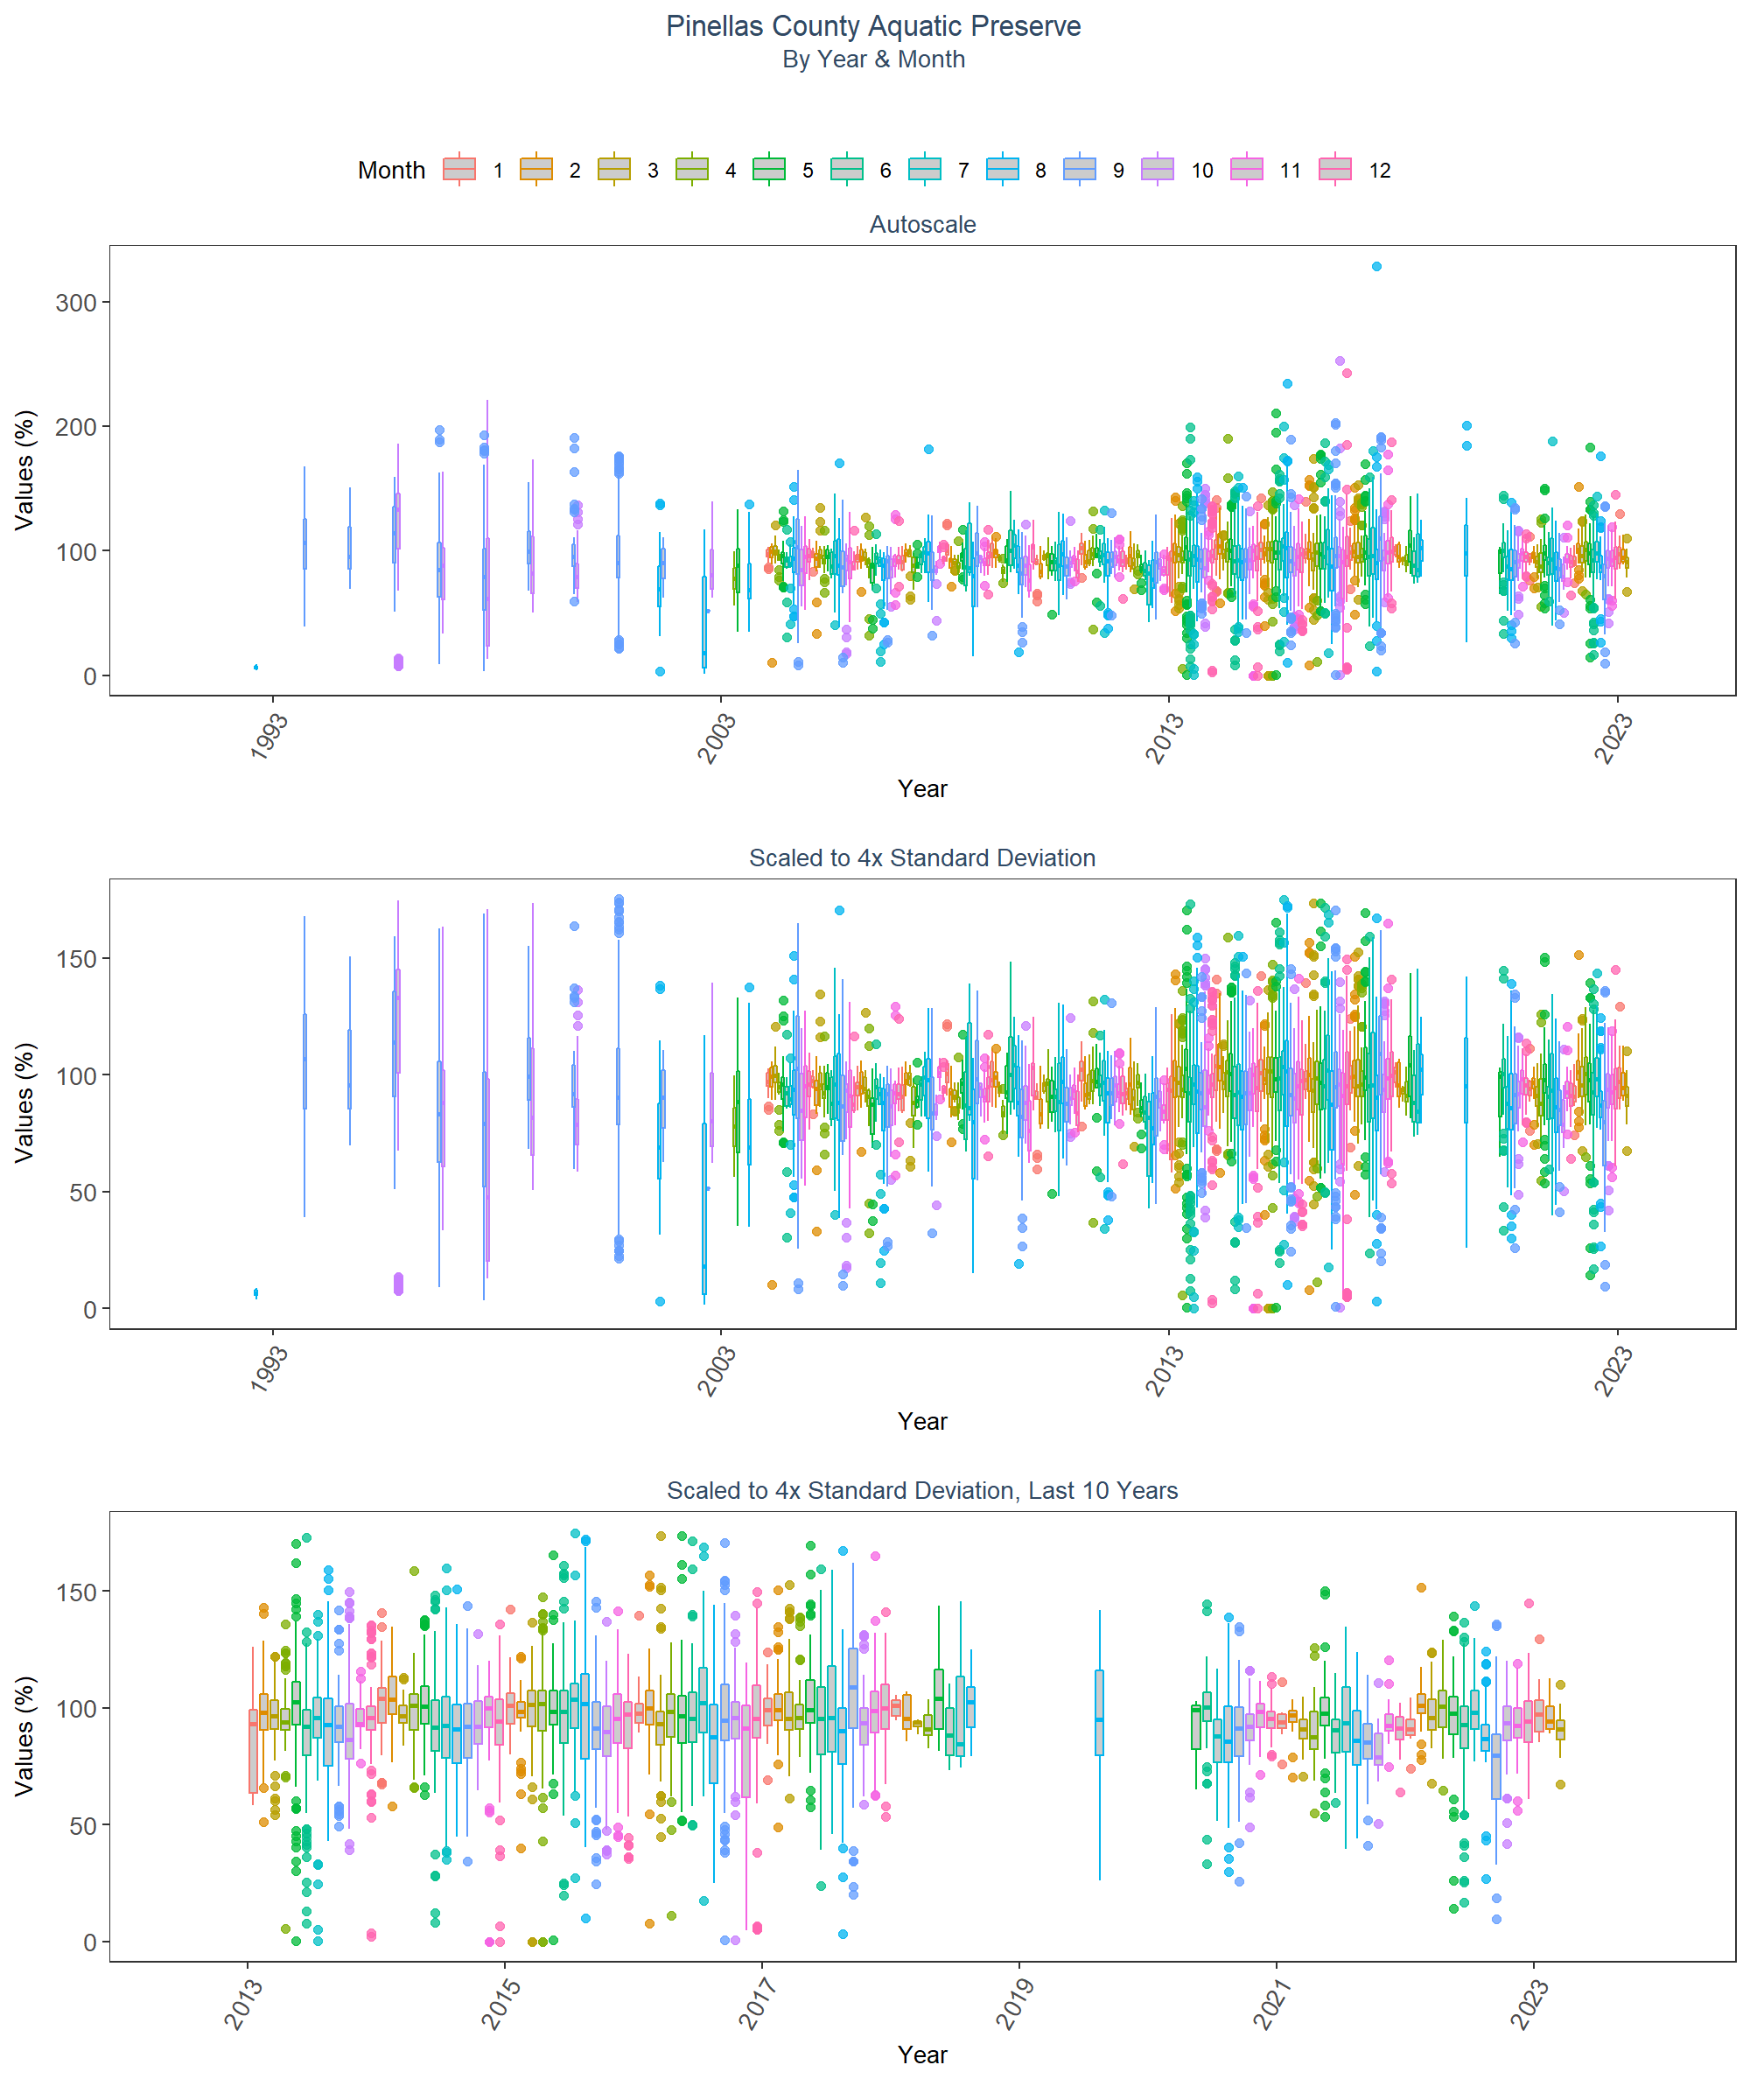 Pinellas County Aquatic Preserve
By Year & Month
Month 1 2 3 4 5 6 7 8 9 10 11 12
Autoscale
Values (%)
300
200
100
0
1993 2003 2013 2023
Year
Scaled to 4x Standard Deviation
Values (%)
150
100
50
0
1993 2003 2013 2023
Year
Scaled to 4x Standard Deviation, Last 10 Years
Values (%)
150
100
50
0
2013 2015 2017 2019 2021 2023
Year